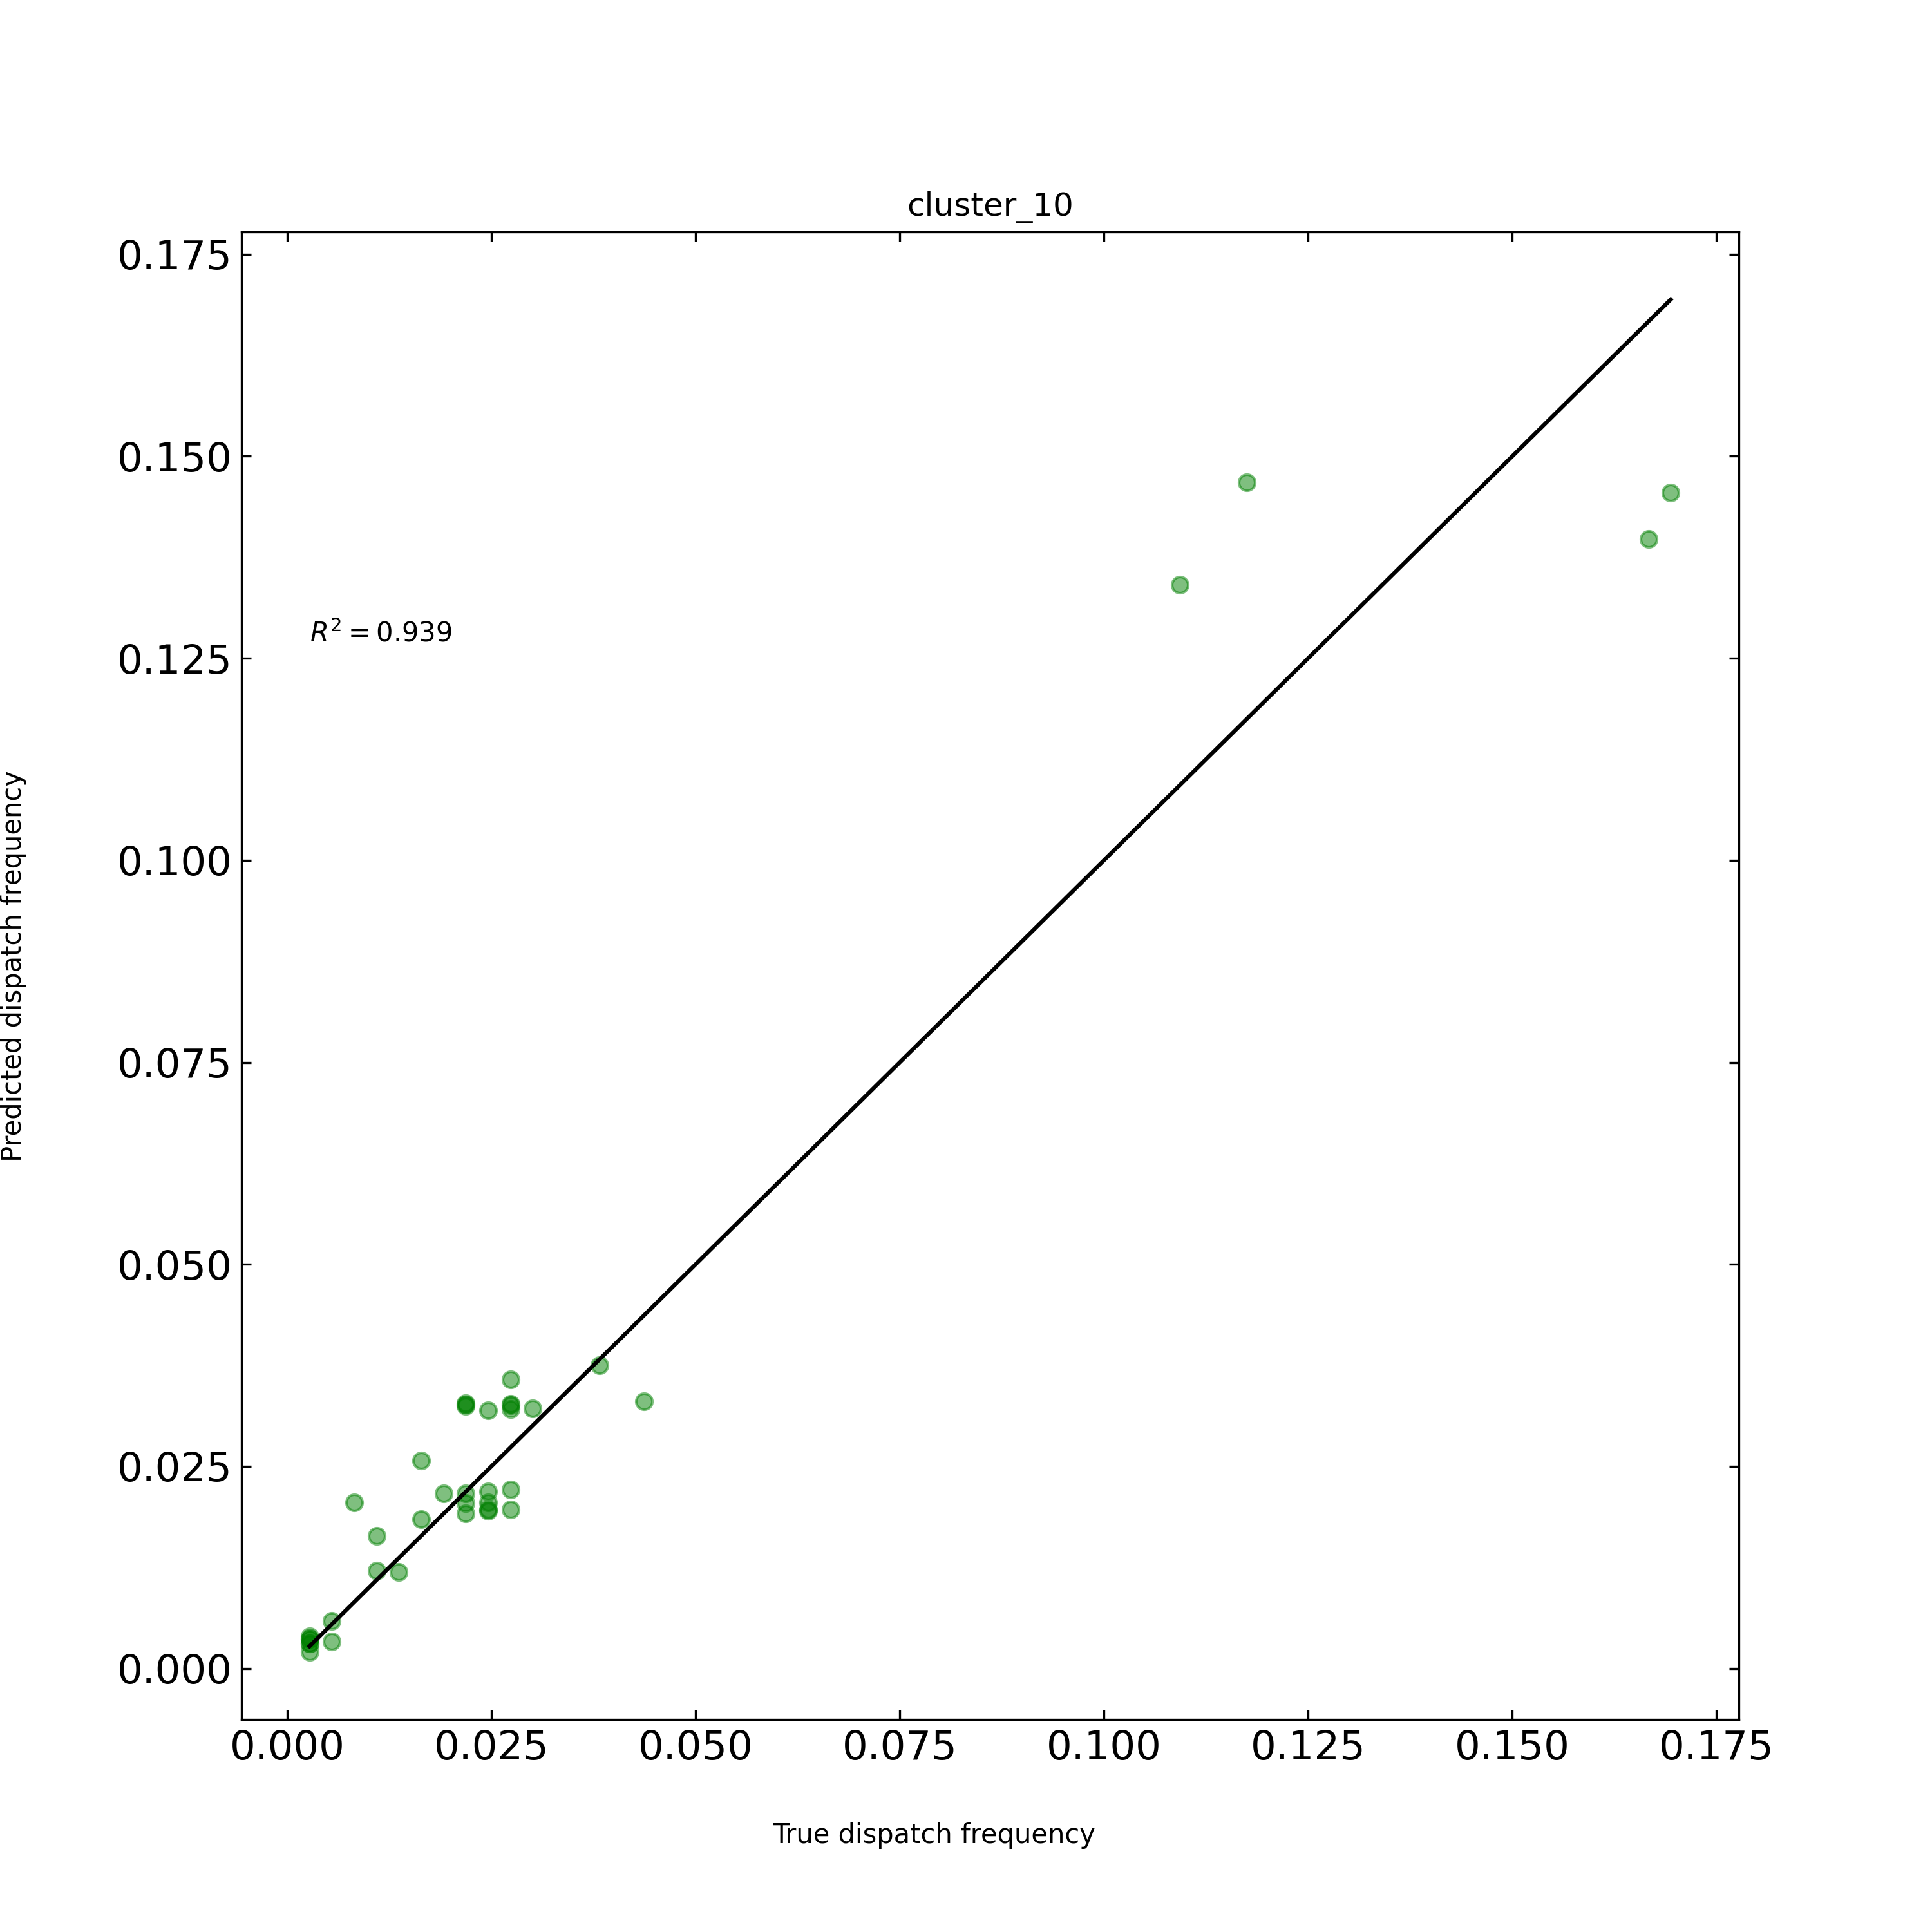 cluster_10
0.175
0.150
R² = 0.939
0.125
0.100
Predicted dispatch frequency
0.075
0.050
0.025
0.000
0.000 0.025 0.050 0.075 0.100 0.125 0.150 0.175
True dispatch frequency